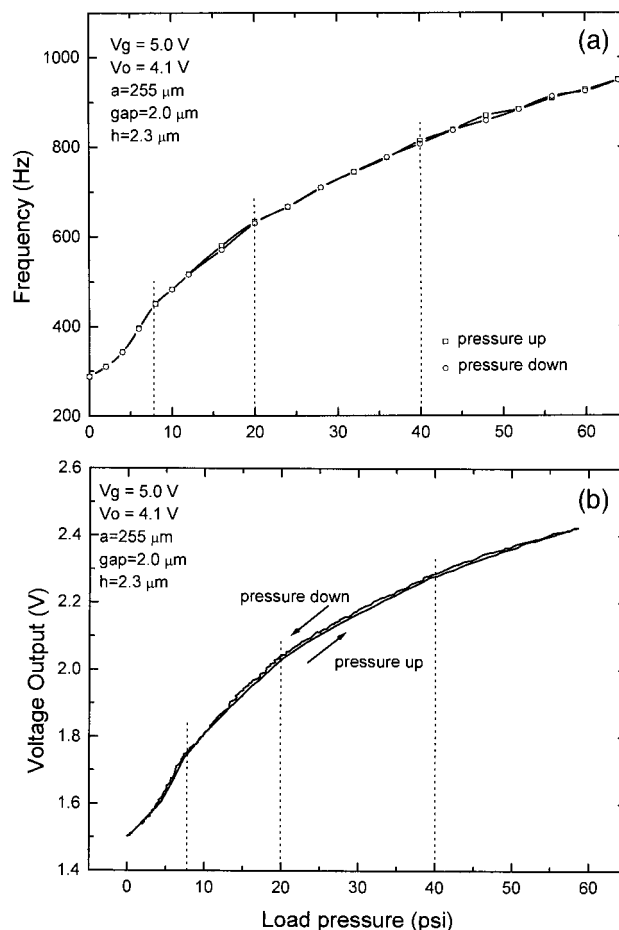 (a)
Vg = 5.0 V
Vo = 4.1 V
a=255 μm
gap=2.0 μm
h=2.3 μm
1000
800
600
400
200
Frequency (Hz)
pressure up
pressure down
0 10 20 30 40 50 60
(b)
Vg = 5.0 V
Vo = 4.1 V
a=255 μm
gap=2.0 μm
h=2.3 μm
2.6
2.4
2.2
2.0
1.8
1.6
1.4
Voltage Output (V)
pressure down
pressure up
0 10 20 30 40 50 60
Load pressure (psi)